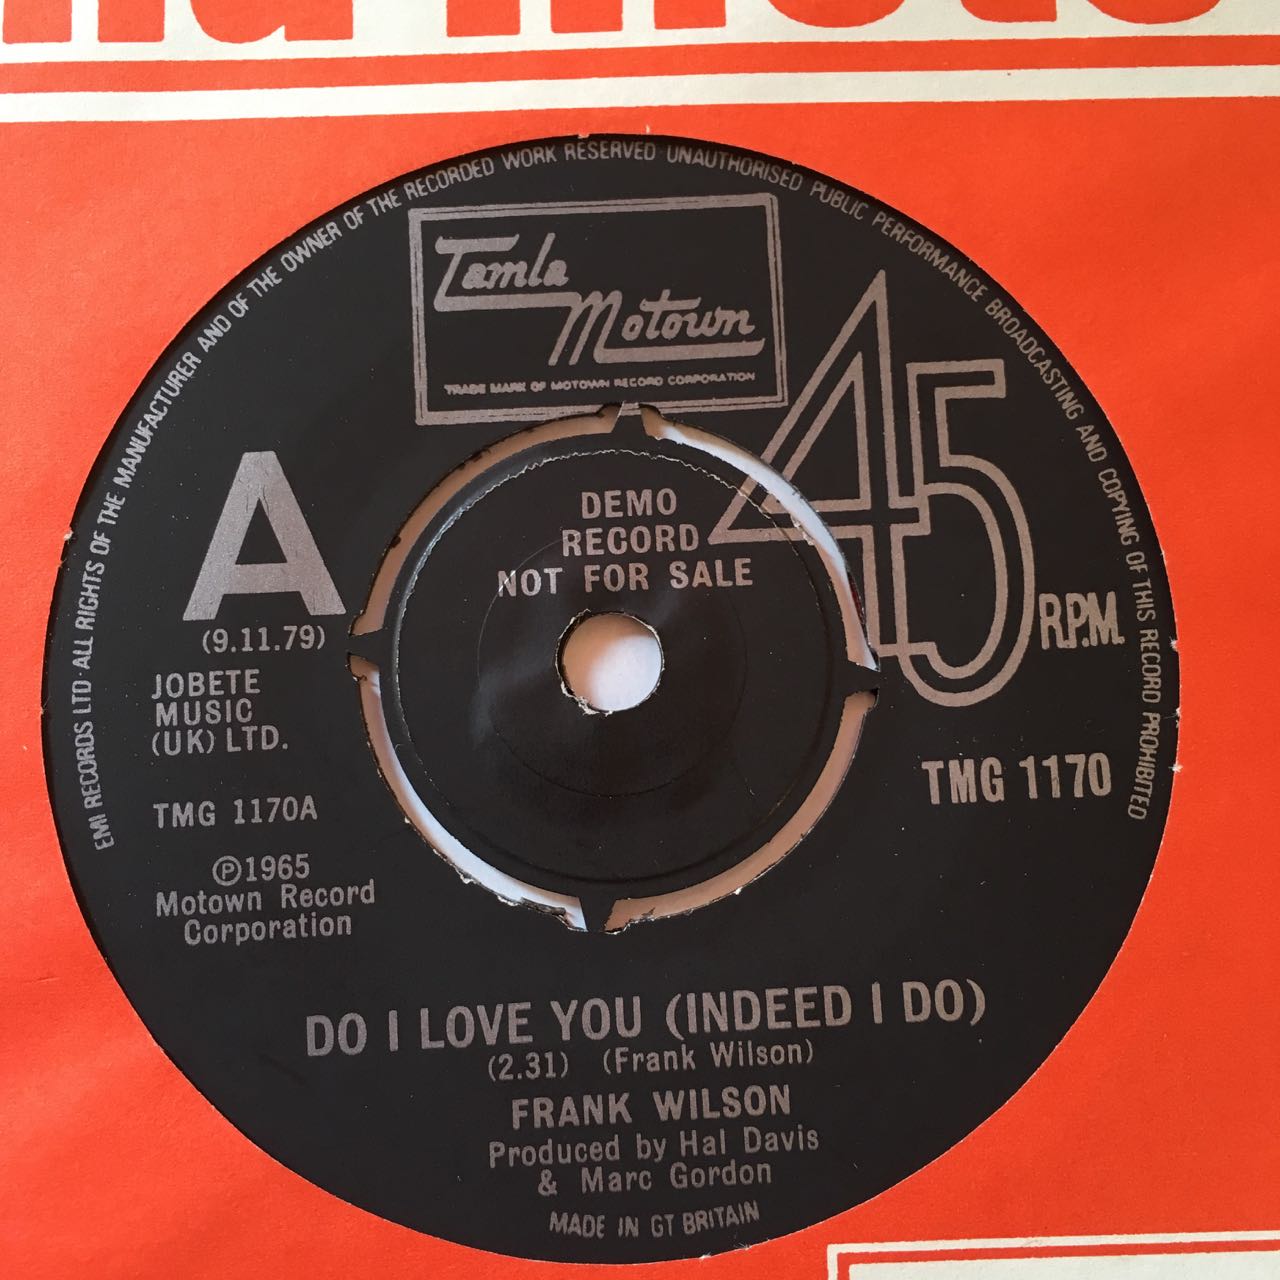 EMI RECORDS LTD·ALL RIGHTS OF THE MANUFACTURER AND OF THE OWNER OF THE RECORDED WORK RESERVED·UNAUTHORISED PUBLIC PERFORMANCE BROADCASTING AND COPYING OF THIS RECORD PROHIBITED
Tamla
Motown
TRADE MARK OF MOTOWN RECORD CORPORATION
45
R.P.M.
DEMO
RECORD
NOT FOR SALE
A
(9.11.79)
JOBETE
MUSIC
(UK) LTD.
TMG 1170A
TMG 1170
℗1965
Motown Record
Corporation
DO I LOVE YOU (INDEED I DO)
(2.31) (Frank Wilson)
FRANK WILSON
Produced by Hal Davis
& Marc Gordon
MADE IN GT BRITAIN